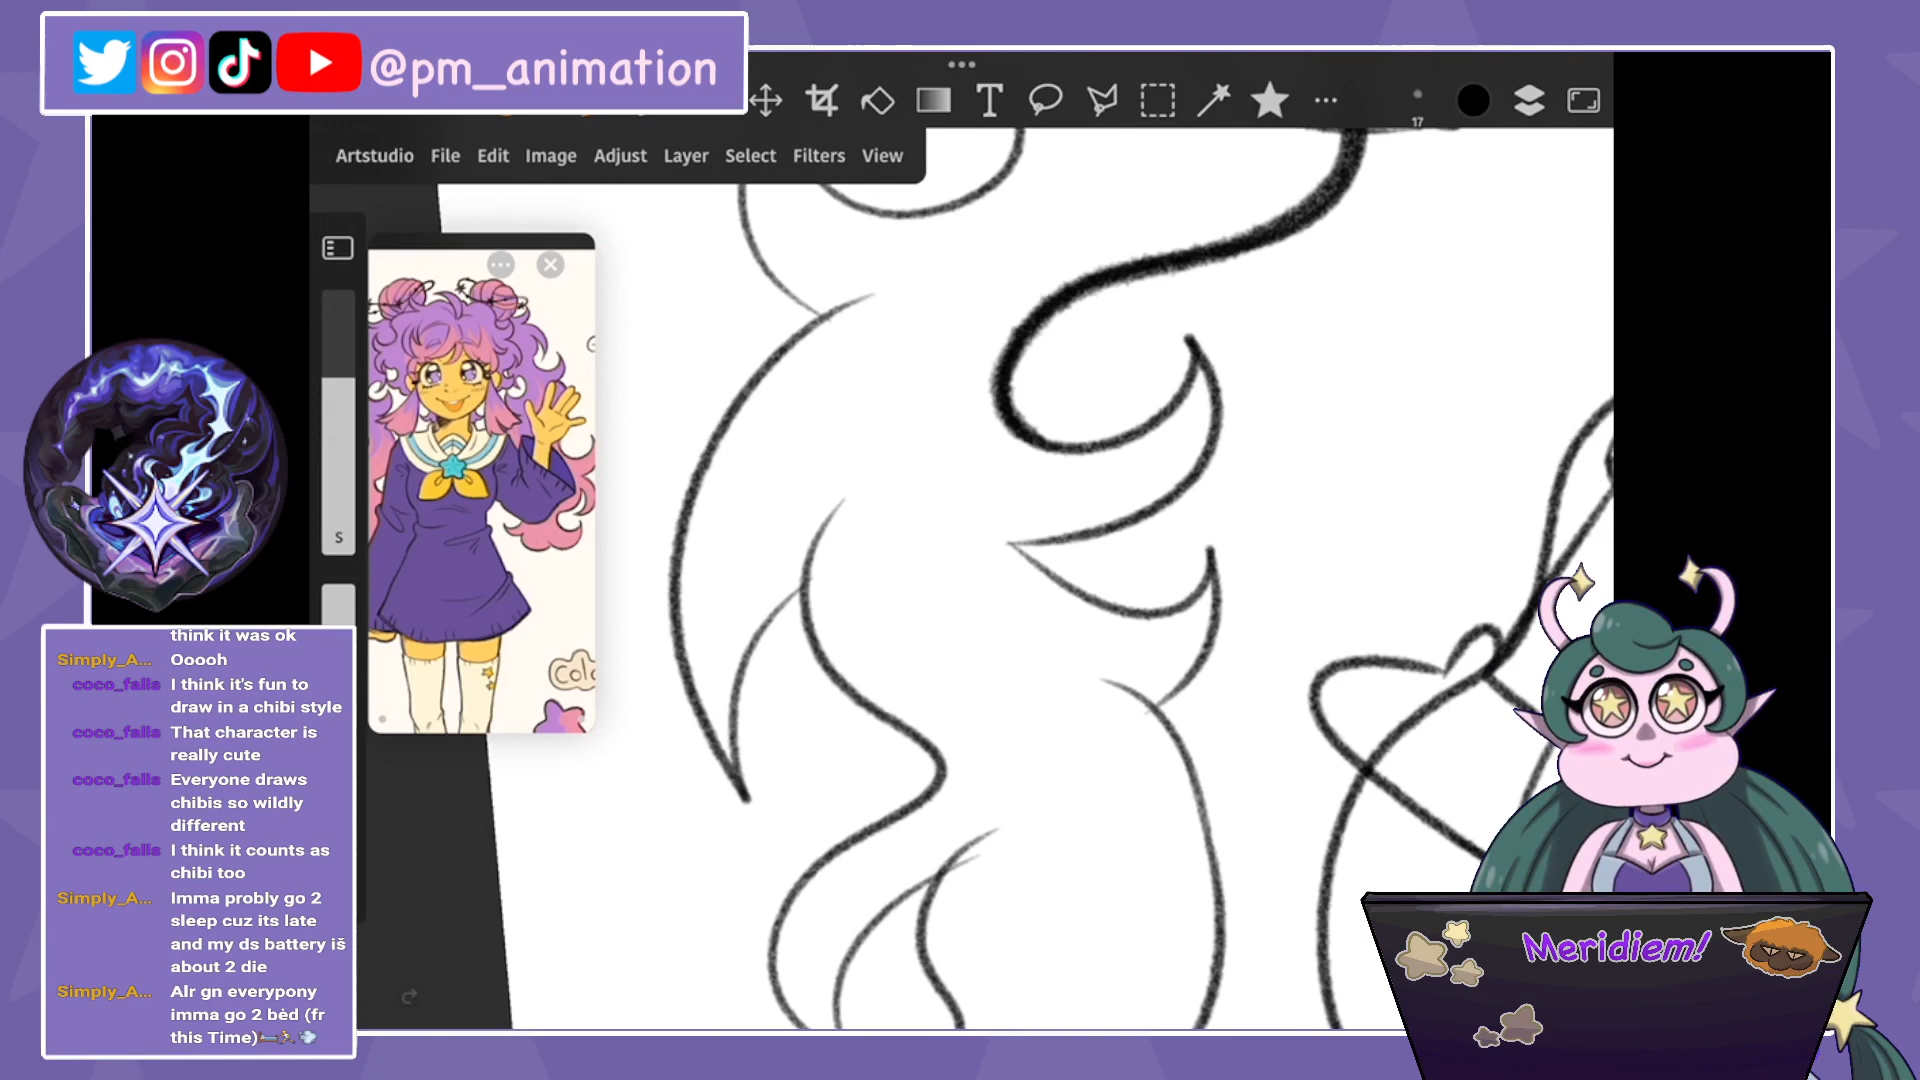 @pm_animation
T
17
Artstudio File Edit Image Adjust Layer Select Filters View
S
think it was ok
Simply_A... Ooooh
coco_falls I think it's fun to
draw in a chibi style
coco_falls That character is
really cute
coco_falls Everyone draws
chibis so wildly
different
coco_falls I think it counts as
chibi too
Simply_A... Imma probly go 2
sleep cuz its late
and my ds battery iš
about 2 die
Simply_A... Alr gn everypony
imma go 2 bėd (fr
this Time)
Meridiem!